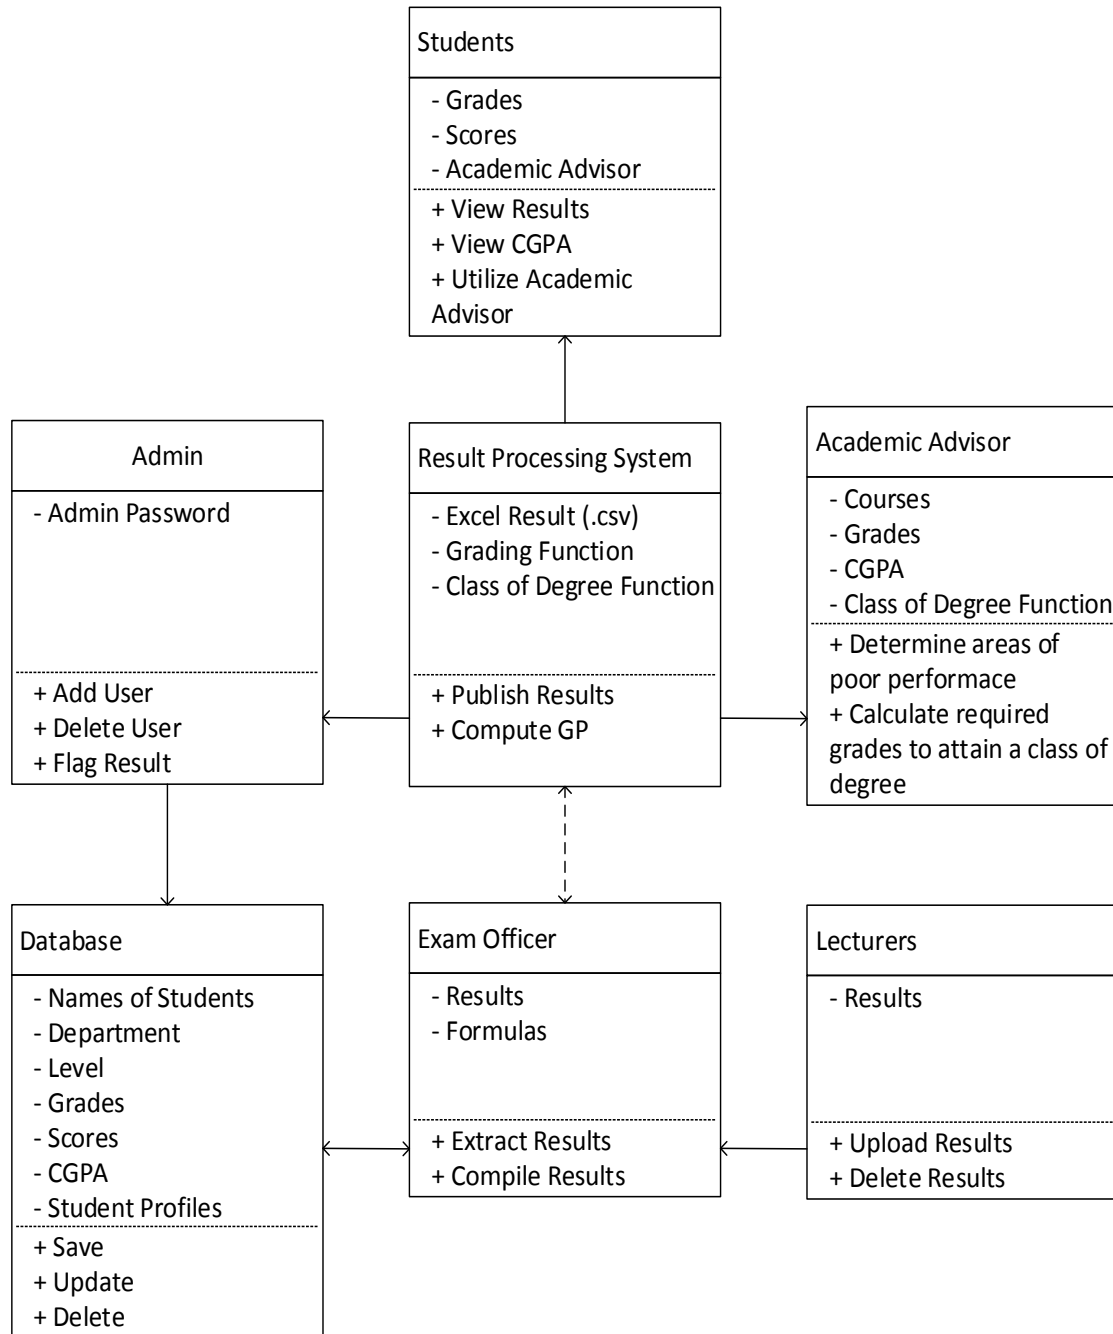 Students
- Grades
- Scores
- Academic Advisor
+ View Results
+ View CGPA
+ Utilize Academic
Advisor
Admin
- Admin Password
+ Add User
+ Delete User
+ Flag Result
Result Processing System
- Excel Result (.csv)
- Grading Function
- Class of Degree Function
+ Publish Results
+ Compute GP
Academic Advisor
- Courses
- Grades
- CGPA
- Class of Degree Function
+ Determine areas of
poor performace
+ Calculate required
grades to attain a class of
degree
Database
- Names of Students
- Department
- Level
- Grades
- Scores
- CGPA
- Student Profiles
+ Save
+ Update
+ Delete
Exam Officer
- Results
- Formulas
+ Extract Results
+ Compile Results
Lecturers
- Results
+ Upload Results
+ Delete Results